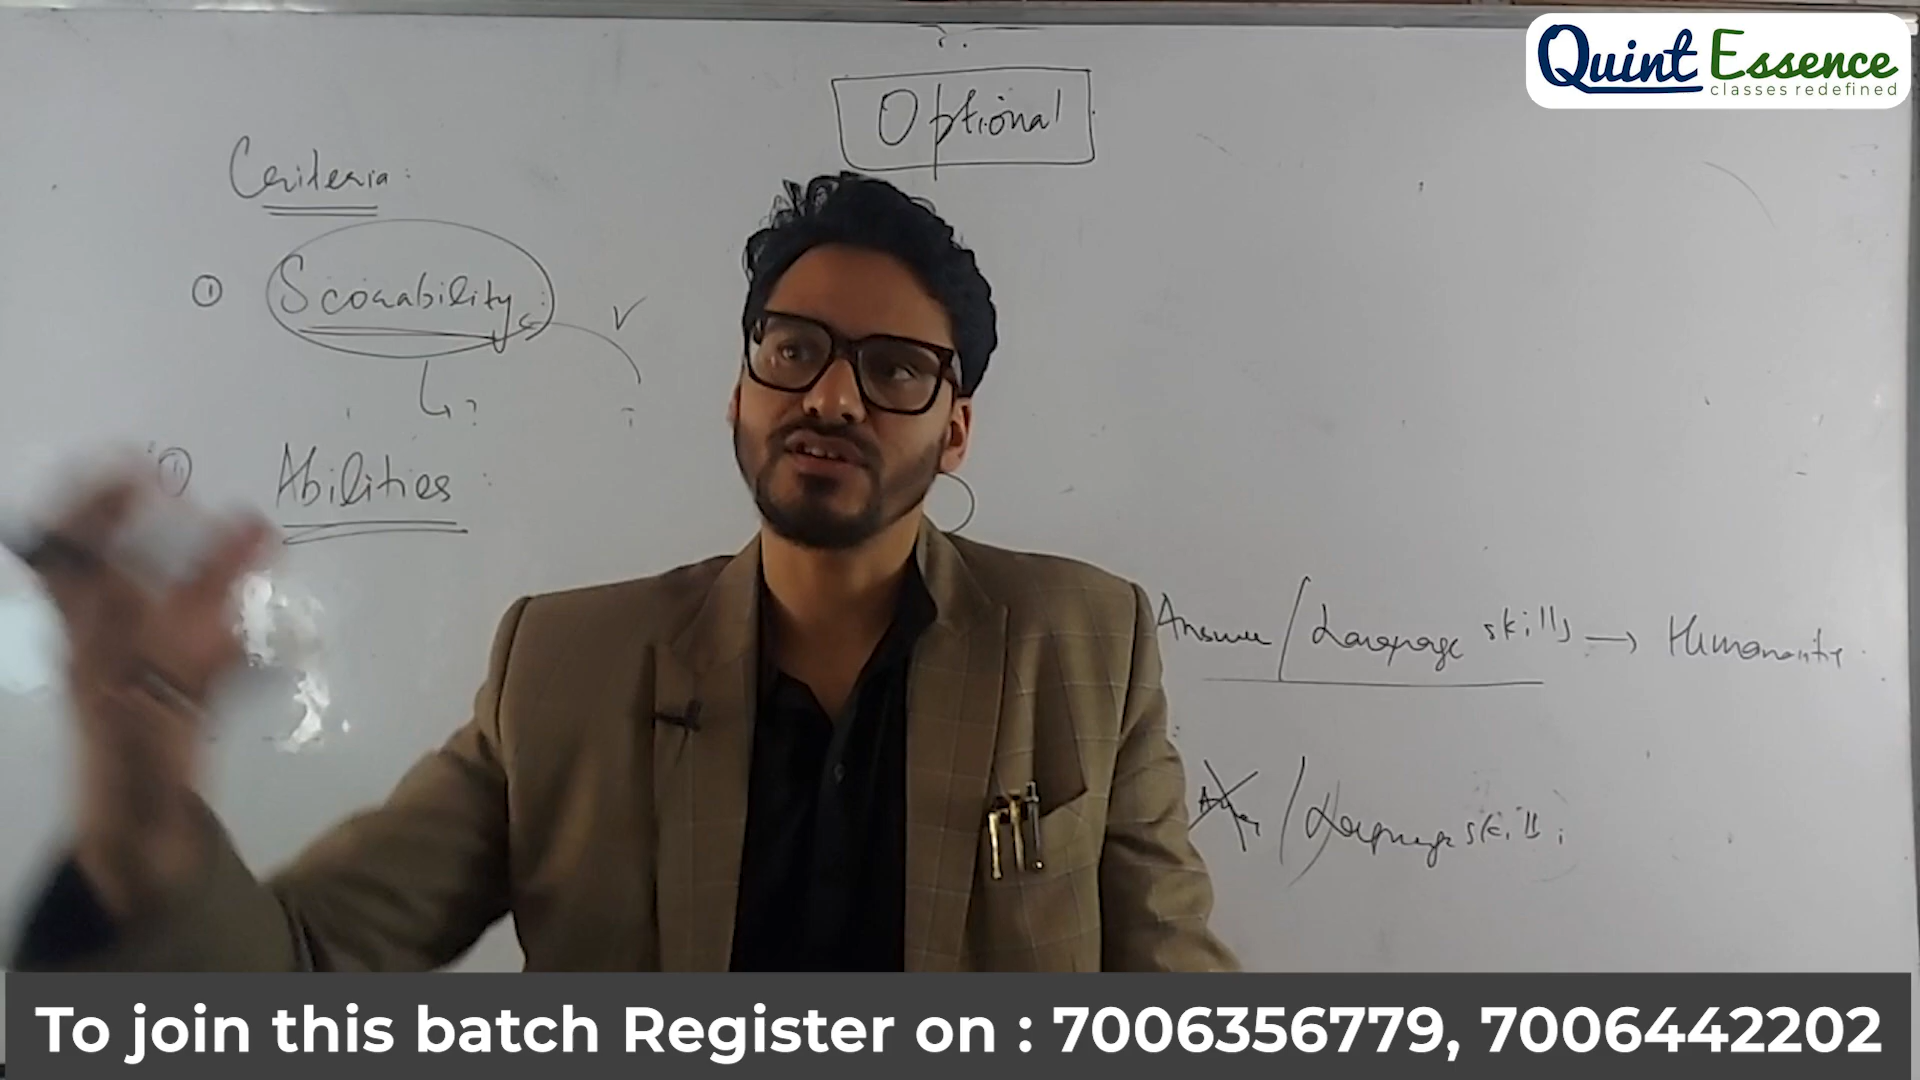 Quint Essence
classes redefined
Optional
Criteria:
① Scorability
?
Abilities
Answer / Language skills → Humanities
/ Language skills
To join this batch Register on : 7006356779, 7006442202